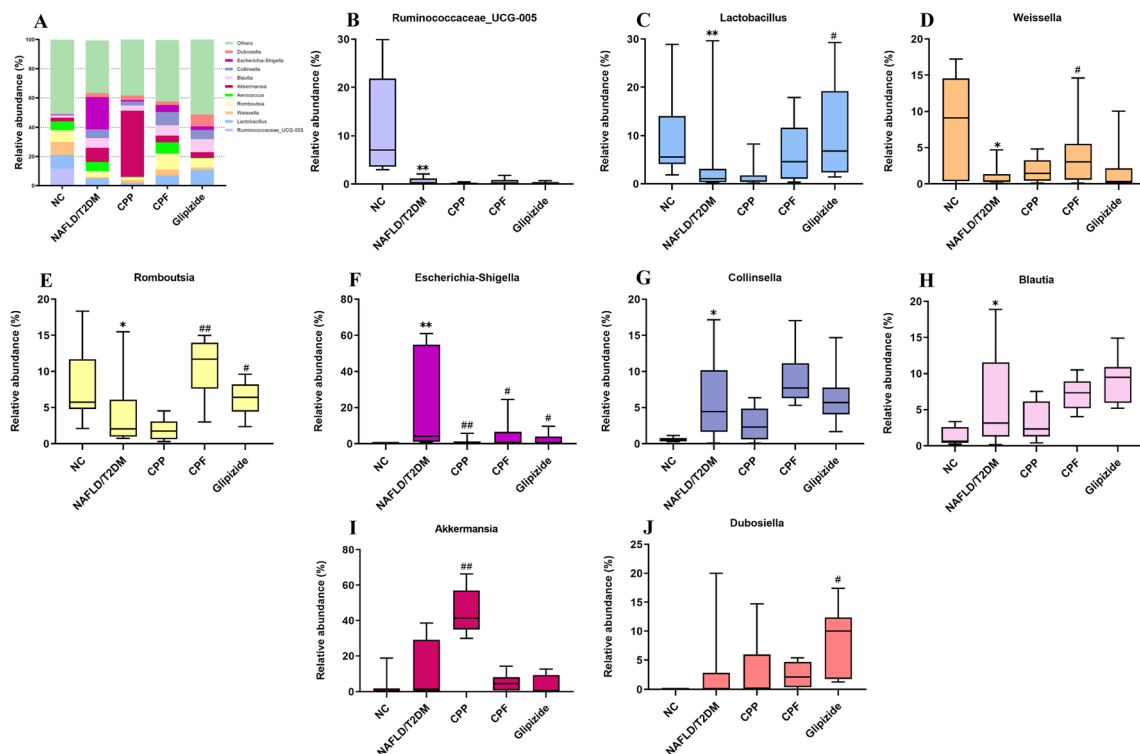 A
Relative abundance (%)
100
80
60
40
20
0
NC
NAFLD/T2DM
CPP
CPF
Glipizide
Others
Dubosiella
Escherichia-Shigella
Collinsella
Blautia
Akkermansia
Aerococcus
Romboutsia
Weissella
Lactobacillus
Ruminococcaceae_UCG-005
B
Ruminococcaceae_UCG-005
Relative abundance (%)
30
20
10
0
**
NC
NAFLD/T2DM
CPP
CPF
Glipizide
C
Lactobacillus
Relative abundance (%)
30
20
10
0
**
#
NC
NAFLD/T2DM
CPP
CPF
Glipizide
D
Weissella
Relative abundance (%)
20
15
10
5
0
*
#
NC
NAFLD/T2DM
CPP
CPF
Glipizide
E
Romboutsia
Relative abundance (%)
20
15
10
5
0
*
##
#
NC
NAFLD/T2DM
CPP
CPF
Glipizide
F
Escherichia-Shigella
Relative abundance (%)
80
60
40
20
0
**
##
#
#
NC
NAFLD/T2DM
CPP
CPF
Glipizide
G
Collinsella
Relative abundance (%)
20
15
10
5
0
*
NC
NAFLD/T2DM
CPP
CPF
Glipizide
H
Blautia
Relative abundance (%)
20
15
10
5
0
*
NC
NAFLD/T2DM
CPP
CPF
Glipizide
I
Akkermansia
Relative abundance (%)
80
60
40
20
0
##
NC
NAFLD/T2DM
CPP
CPF
Glipizide
J
Dubosiella
Relative abundance (%)
25
20
15
10
5
0
#
NC
NAFLD/T2DM
CPP
CPF
Glipizide